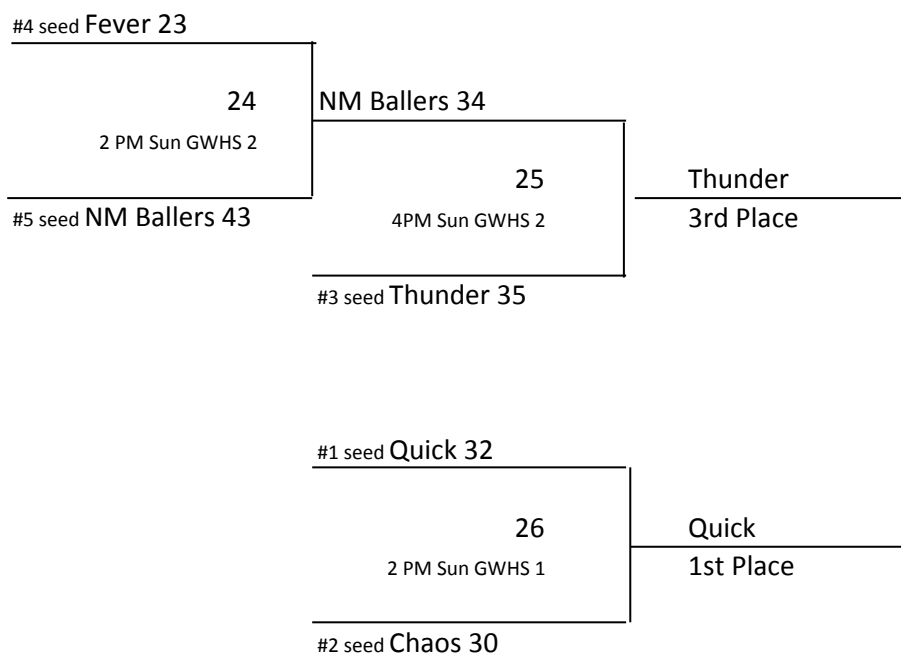 #4 seed Fever 23
24
2 PM Sun GWHS 2
#5 seed NM Ballers 43
NM Ballers 34
25
4PM Sun GWHS 2
#3 seed Thunder 35
Thunder
3rd Place
#1 seed Quick 32
26
2 PM Sun GWHS 1
#2 seed Chaos 30
Quick
1st Place